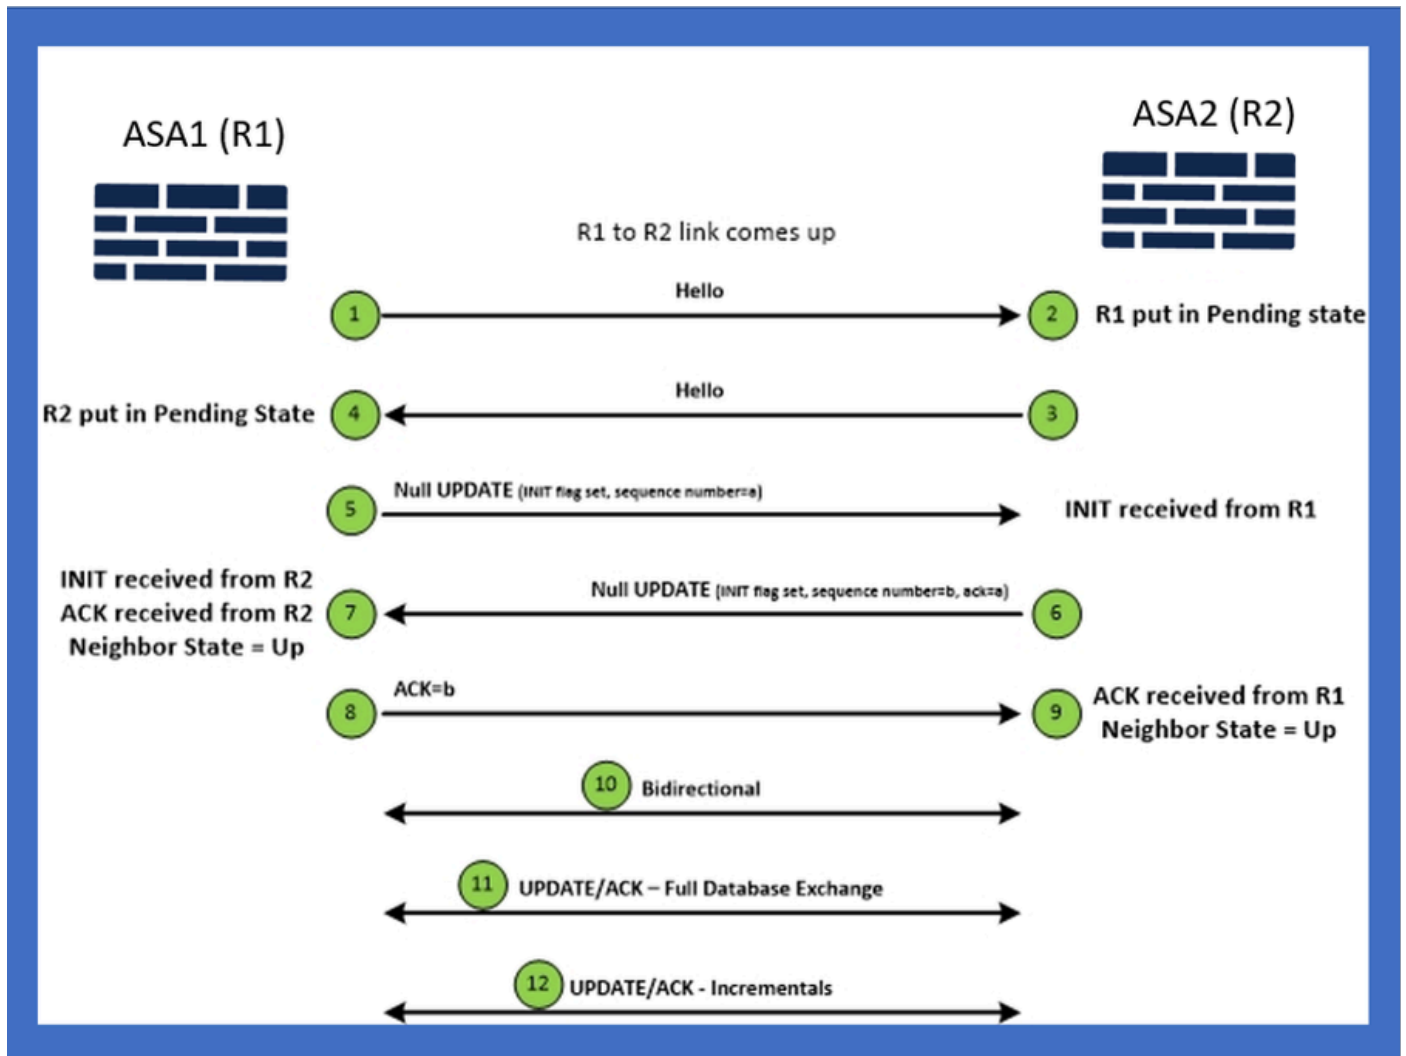 ASA1 (R1)
ASA2 (R2)
R1 to R2 link comes up
Hello
1
2
R1 put in Pending state
Hello
R2 put in Pending State
4
3
Null UPDATE (INIT flag set, sequence number=a)
5
INIT received from R1
INIT received from R2
ACK received from R2
Neighbor State = Up
7
Null UPDATE (INIT flag set, sequence number=b, ack=a)
6
ACK=b
8
9
ACK received from R1
Neighbor State = Up
10
Bidirectional
11
UPDATE/ACK – Full Database Exchange
12
UPDATE/ACK - Incrementals